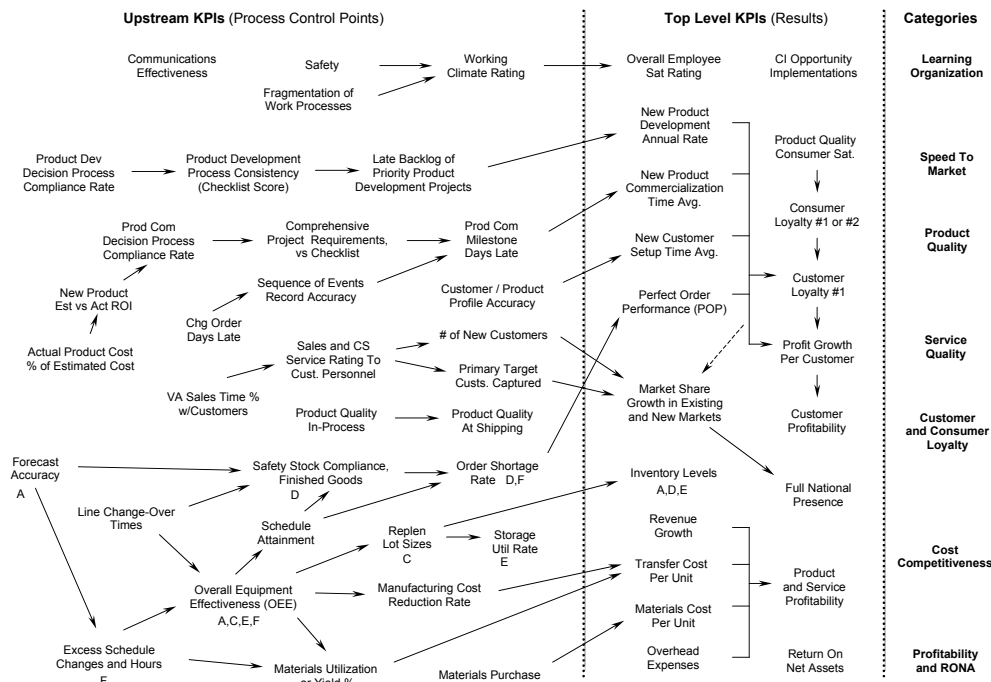 Upstream KPIs (Process Control Points)
Top Level KPIs (Results)
Categories
Communications
Effectiveness
Safety
Fragmentation of
Work Processes
Working
Climate Rating
Overall Employee
Sat Rating
CI Opportunity
Implementations
Learning
Organization
Product Dev
Decision Process
Compliance Rate
Product Development
Process Consistency
(Checklist Score)
Late Backlog of
Priority Product
Development Projects
New Product
Development
Annual Rate
Product Quality
Consumer Sat.
Speed To
Market
New Product
Commercialization
Time Avg.
Consumer
Loyalty #1 or #2
Prod Com
Decision Process
Compliance Rate
Comprehensive
Project Requirements,
vs Checklist
Prod Com
Milestone
Days Late
New Customer
Setup Time Avg.
Product
Quality
New Product
Est vs Act ROI
Sequence of Events
Record Accuracy
Customer / Product
Profile Accuracy
Perfect Order
Performance (POP)
Customer
Loyalty #1
Chg Order
Days Late
Actual Product Cost
% of Estimated Cost
Sales and CS
Service Rating To
Cust. Personnel
# of New Customers
Profit Growth
Per Customer
Service
Quality
VA Sales Time %
w/Customers
Primary Target
Custs. Captured
Market Share
Growth in Existing
and New Markets
Customer
Profitability
Product Quality
In-Process
Product Quality
At Shipping
Customer
and Consumer
Loyalty
Forecast
Accuracy
A
Safety Stock Compliance,
Finished Goods
D
Order Shortage
Rate D,F
Inventory Levels
A,D,E
Full National
Presence
Line Change-Over
Times
Schedule
Attainment
Replen
Lot Sizes
C
Storage
Util Rate
E
Revenue
Growth
Overall Equipment
Effectiveness (OEE)
A,C,E,F
Manufacturing Cost
Reduction Rate
Transfer Cost
Per Unit
Product
and Service
Profitability
Cost
Competitiveness
Materials Cost
Per Unit
Excess Schedule
Changes and Hours
Materials Utilization
or Yield %
Materials Purchase
Overhead
Expenses
Return On
Net Assets
Profitability
and RONA